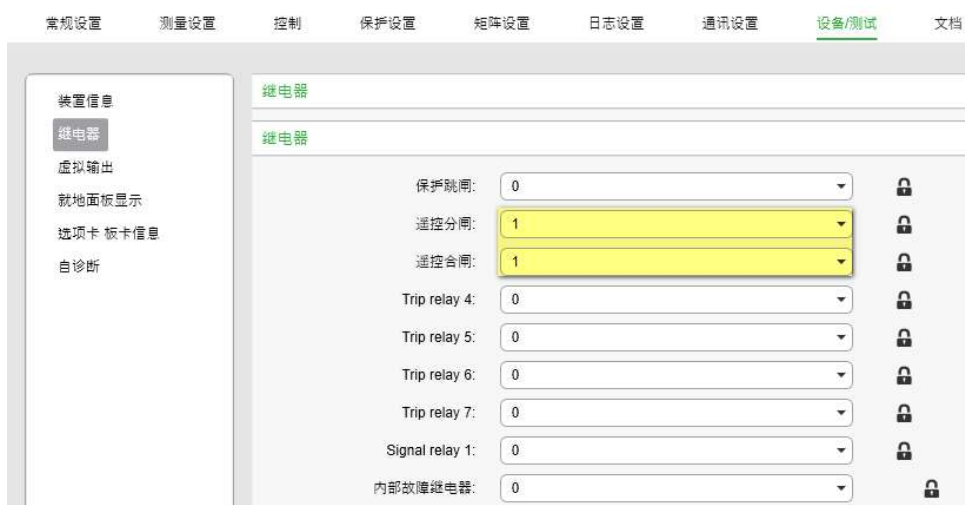 常规设置 测量设置 控制 保护设置 矩阵设置 日志设置 通讯设置 设备/测试 文档
装置信息
继电器
虚拟输出
就地面板显示
选项卡 板卡信息
自诊断
继电器
继电器
保护跳闸: 0
遥控分闸: 1
遥控合闸: 1
Trip relay 4: 0
Trip relay 5: 0
Trip relay 6: 0
Trip relay 7: 0
Signal relay 1: 0
内部故障继电器: 0